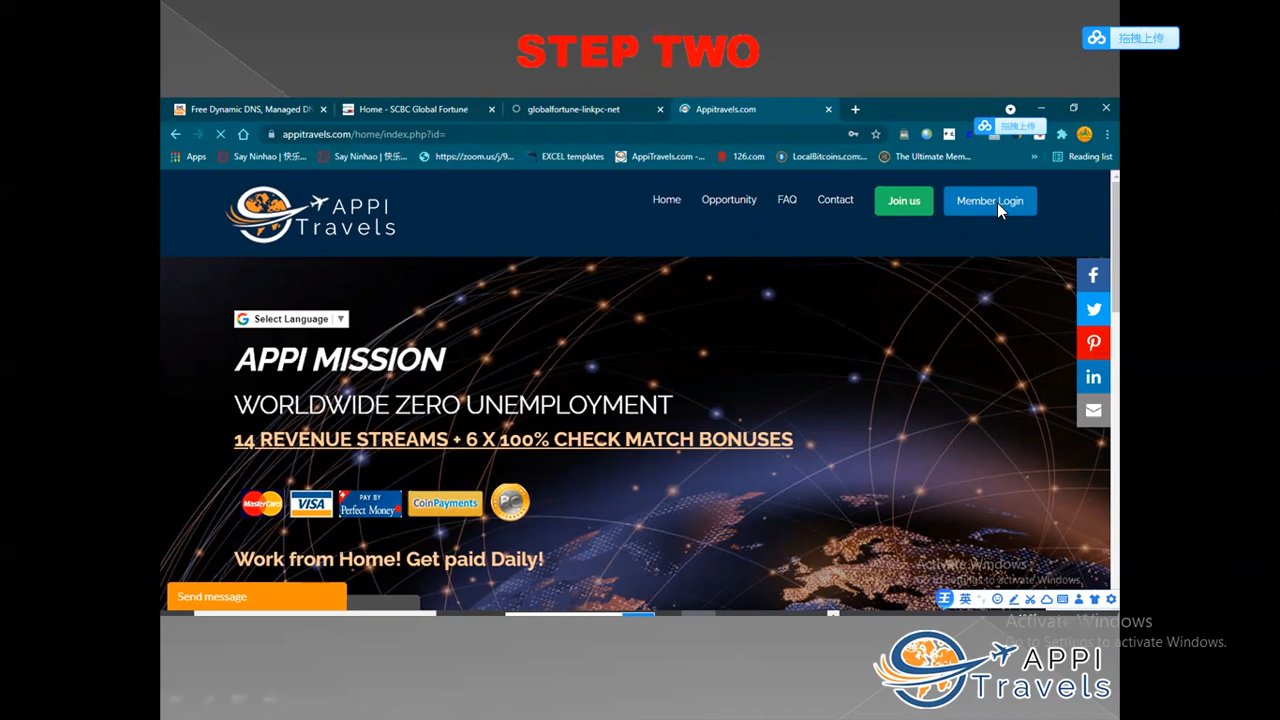 STEP TWO
拖拽上传
Free Dynamic DNS, Managed DN
Home - SCBC Global Fortune
globalfortune-linkpc-net
Appitravels.com
appitravels.com/home/index.php?id=
拖拽上传
Apps
Say Ninhao | 快乐...
Say Ninhao | 快乐...
https://zoom.us/j/9...
EXCEL templates
AppiTravels.com -...
126.com
LocalBitcoins.com:...
The Ultimate Mem...
»
Reading list
APPI
Travels
Home
Opportunity
FAQ
Contact
Join us
Member Login
Select Language
APPI MISSION
WORLDWIDE ZERO UNEMPLOYMENT
14 REVENUE STREAMS + 6 X 100% CHECK MATCH BONUSES
MasterCard
VISA
PAY BY
Perfect Money
CoinPayments
Work from Home! Get paid Daily!
Activate Windows
Go to Settings to activate Windows.
Send message
英
Activate Windows
Go to Settings to activate Windows.
APPI
Travels